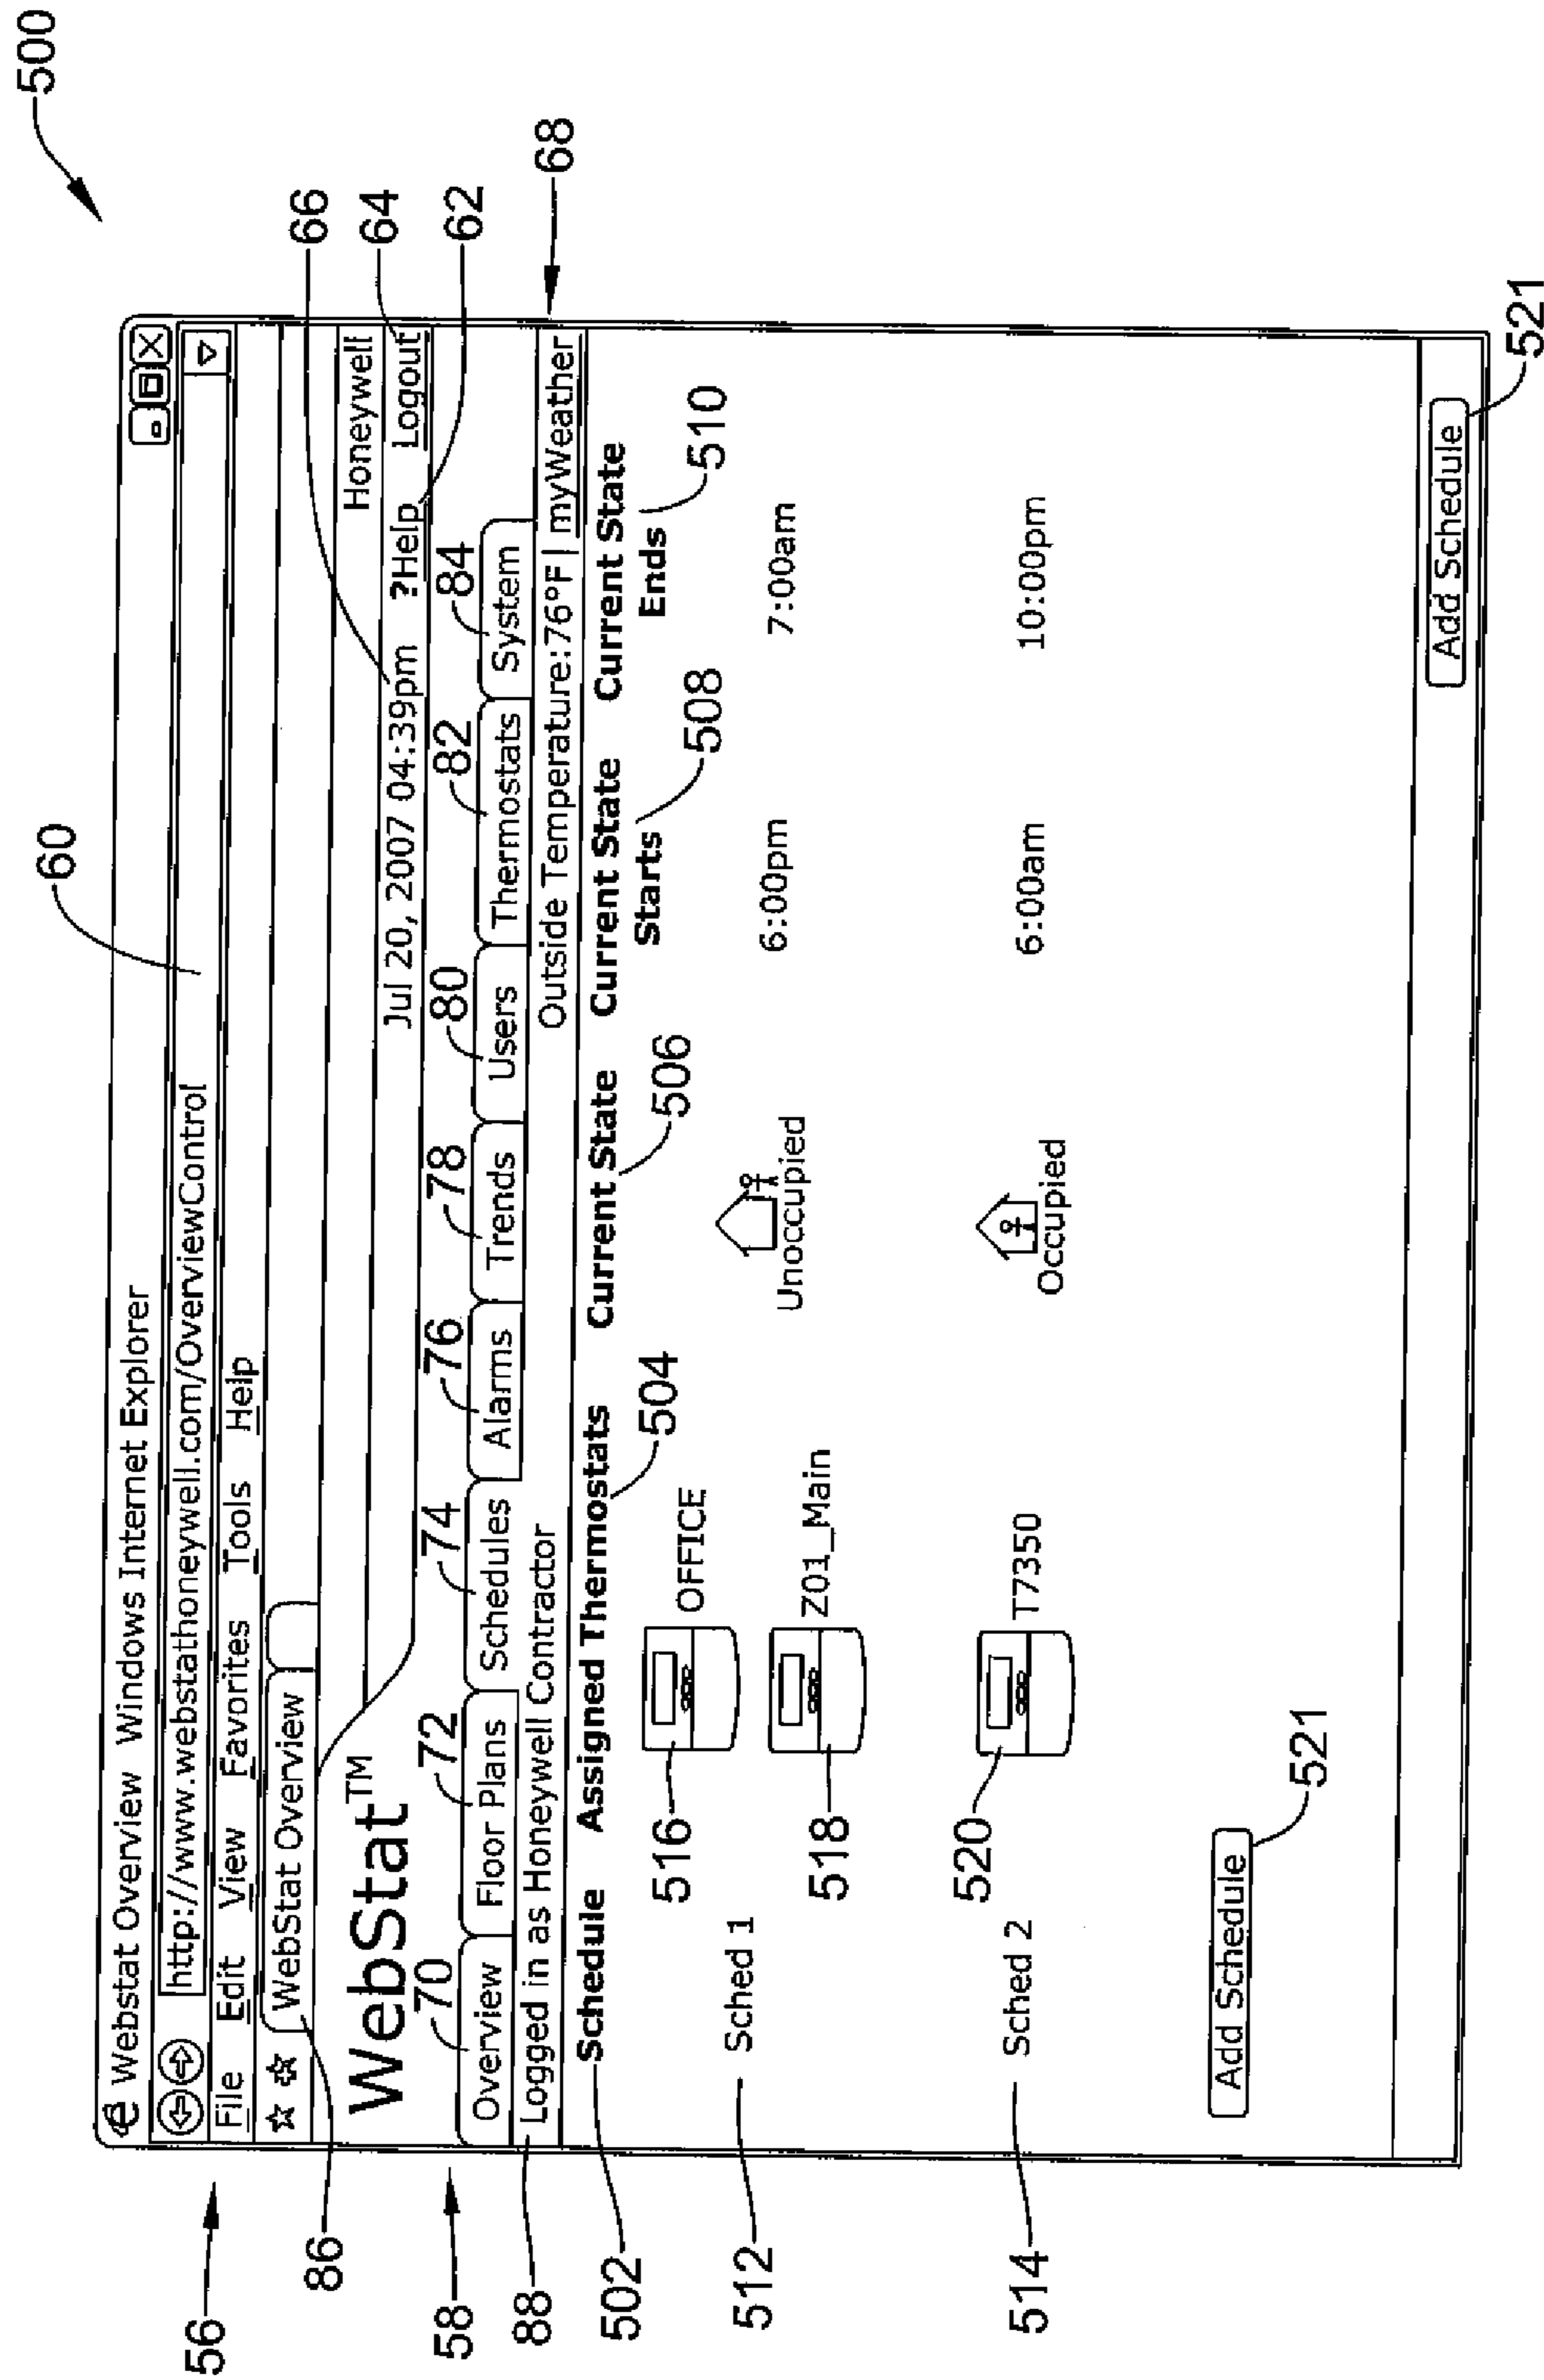 500
56
Webstat Overview Windows Internet Explorer
60
http://www.webstathoneywell.com/OverviewControl
File Edit View Favorites Tools Help
86
WebStat Overview
66
64
62
WebStat™
Honeywell
Jul 20, 2007 04:39pm ?Help Logout
58
70 72 74 76 78 80 82 84
Overview Floor Plans Schedules Alarms Trends Users Thermostats System
68
88
Logged in as Honeywell Contractor Outside Temperature:76°F | myWeather
502
Schedule Assigned Thermostats Current State Current State Starts Current State Ends
504 506 508 510
516 OFFICE
512 Sched 1 Unoccupied 6:00pm 7:00am
518 Z01_Main
520 T7350
514 Sched 2 Occupied 6:00am 10:00pm
Add Schedule
521
Add Schedule
521